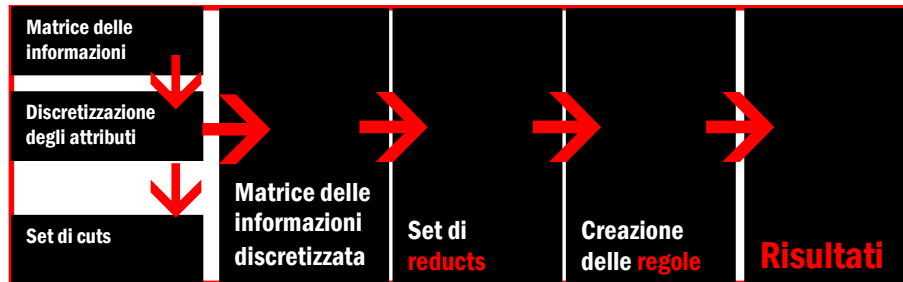 Matrice delle
informazioni
Discretizzazione
degli attributi
Set di cuts
Matrice delle
informazioni
discretizzata
Set di
reducts
Creazione
delle regole
Risultati